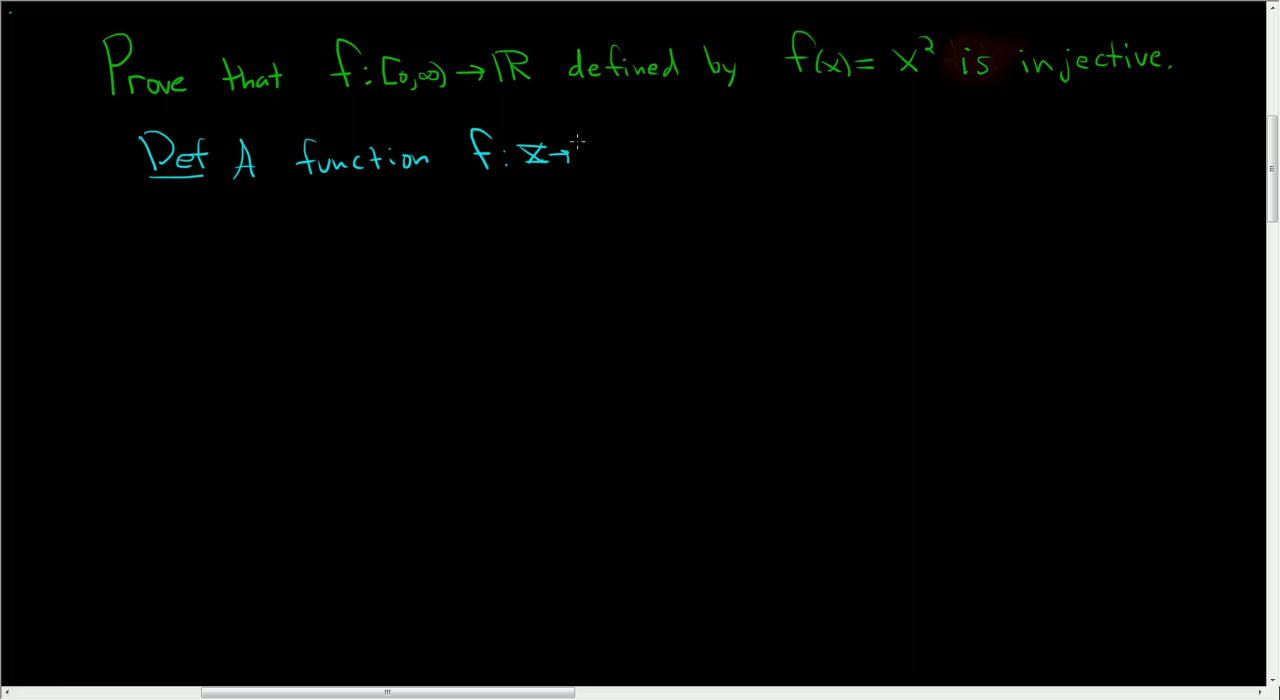 Prove that f: [0,∞) → ℝ defined by f(x) = x² is injective.
Def A function f: X →